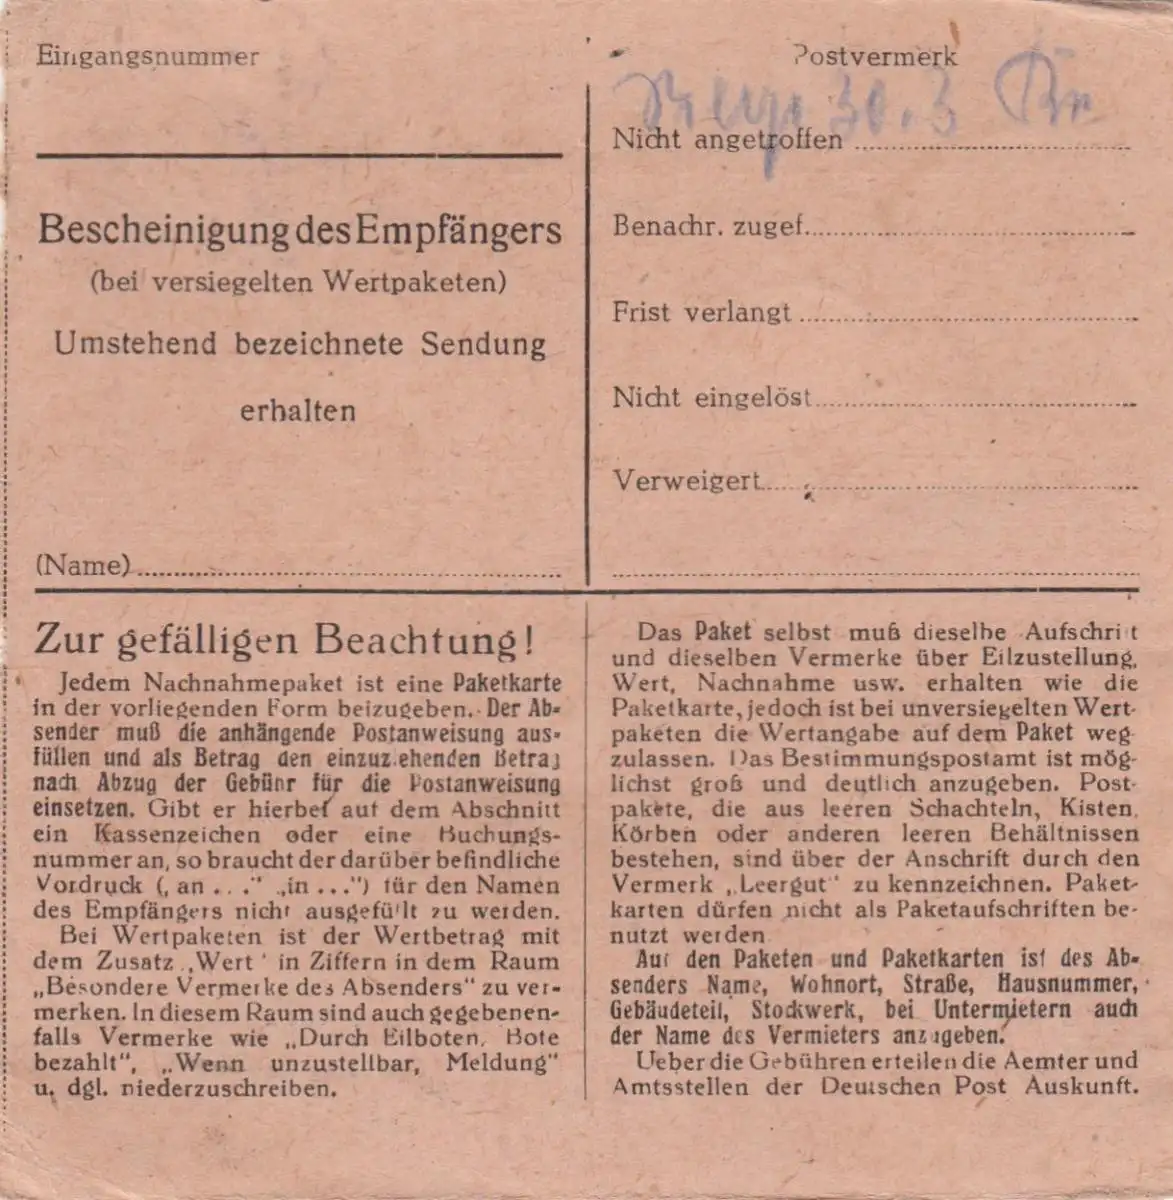 Eingangsnummer
Bescheinigung des Empfängers
(bei versiegelten Wertpaketen)
Umstehend bezeichnete Sendung
erhalten
(Name)
Postvermerk
30.3
Nicht angetroffen
Benachr. zugef.
Frist verlangt
Nicht eingelöst
Verweigert
Zur gefälligen Beachtung!
Jedem Nachnahmepaket ist eine Paketkarte
in der vorliegenden Form beizugeben. Der Ab-
sender muß die anhängende Postanweisung aus-
füllen und als Betrag den einzuziehenden Betrag
nach Abzug der Gebühr für die Postanweisung
einsetzen. Gibt er hierbei auf dem Abschnitt
ein Kassenzeichen oder eine Buchungs-
nummer an, so braucht der darüber befindliche
Vordruck („an ...“ „in ...“) für den Namen
des Empfängers nicht ausgefüllt zu werden.
Bei Wertpaketen ist der Wertbetrag mit
dem Zusatz „Wert“ in Ziffern in dem Raum
„Besondere Vermerke des Absenders“ zu ver-
merken. In diesem Raum sind auch gegebenen-
falls Vermerke wie „Durch Eilboten, Bote
bezahlt“, „Wenn unzustellbar, Meldung“
u. dgl. niederzuschreiben.
Das Paket selbst muß dieselbe Aufschrift
und dieselben Vermerke über Eilzustellung,
Wert, Nachnahme usw. erhalten wie die
Paketkarte, jedoch ist bei unversiegelten Wert-
paketen die Wertangabe auf dem Paket weg-
zulassen. Das Bestimmungspostamt ist mög-
lichst groß und deutlich anzugeben. Post-
pakete, die aus leeren Schachteln, Kisten,
Körben oder anderen leeren Behältnissen
bestehen, sind über der Anschrift durch den
Vermerk „Leergut“ zu kennzeichnen. Paket-
karten dürfen nicht als Paketaufschriften be-
nutzt werden
Auf den Paketen und Paketkarten ist des Ab-
senders Name, Wohnort, Straße, Hausnummer,
Gebäudeteil, Stockwerk, bei Untermietern auch
der Name des Vermieters anzugeben.
Ueber die Gebühren erteilen die Aemter und
Amtsstellen der Deutschen Post Auskunft.